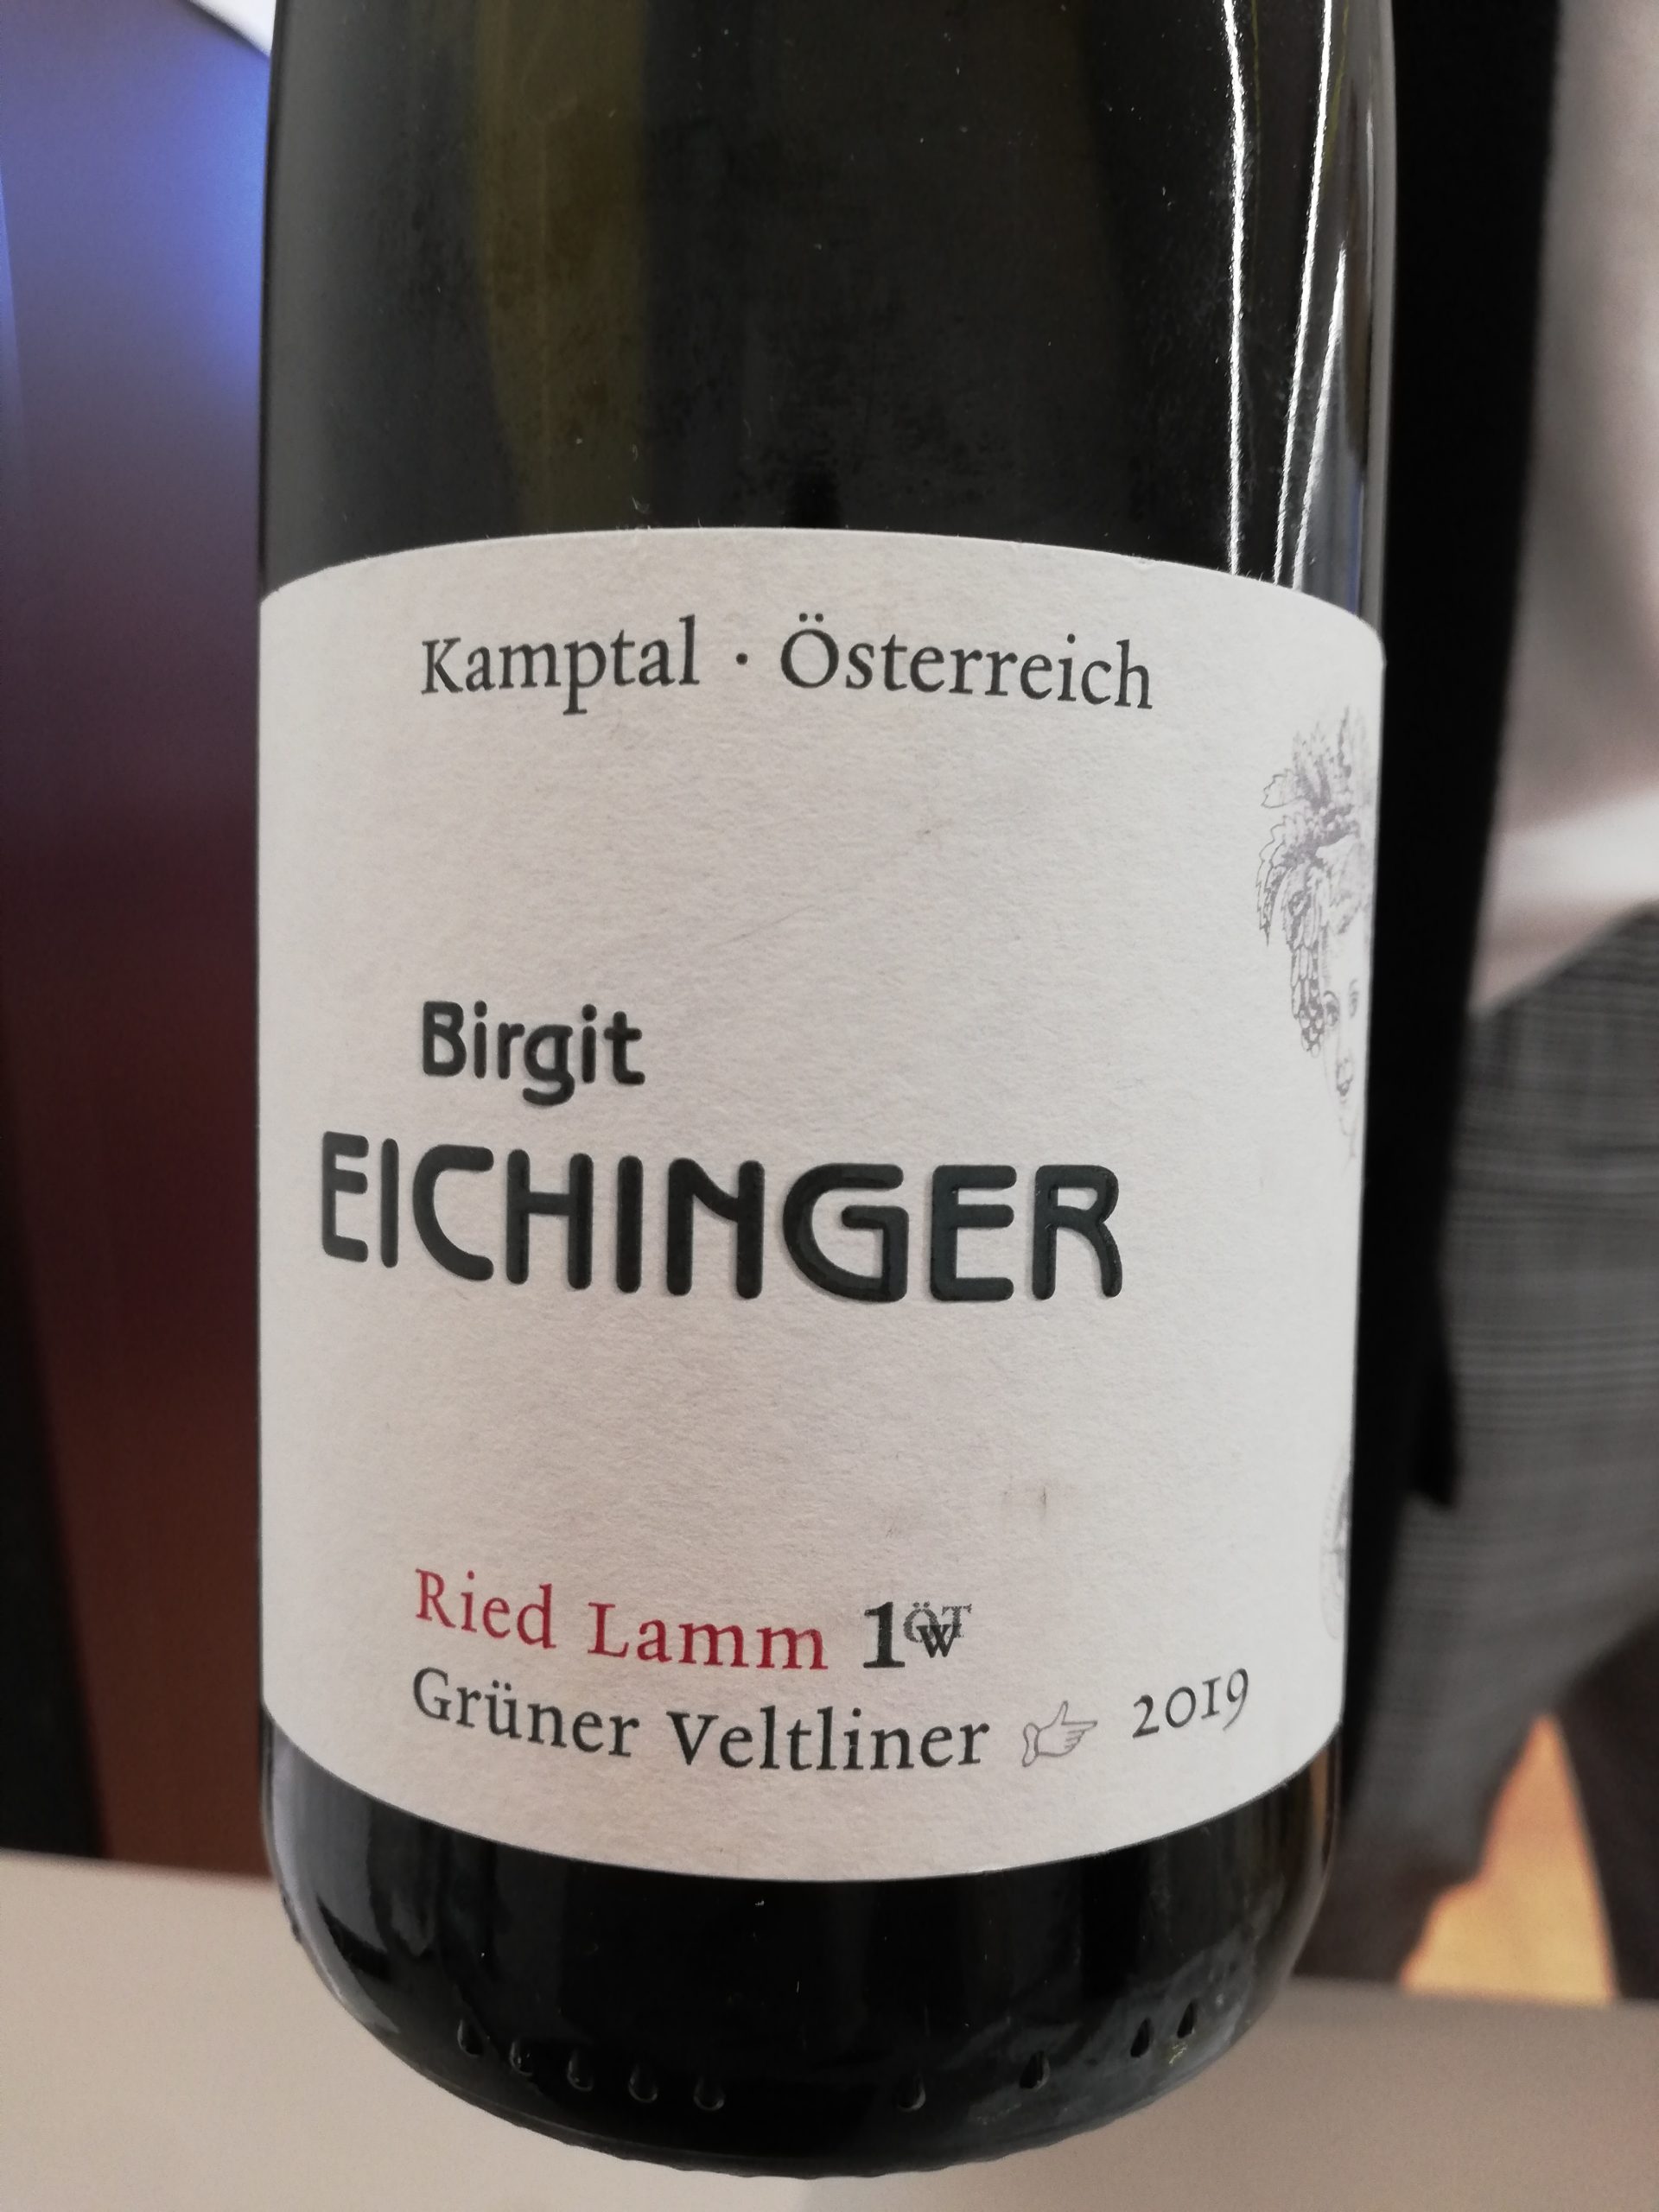 Kamptal · Österreich
Birgit
EICHINGER
Ried Lamm 1ÖTW
Grüner Veltliner 2019